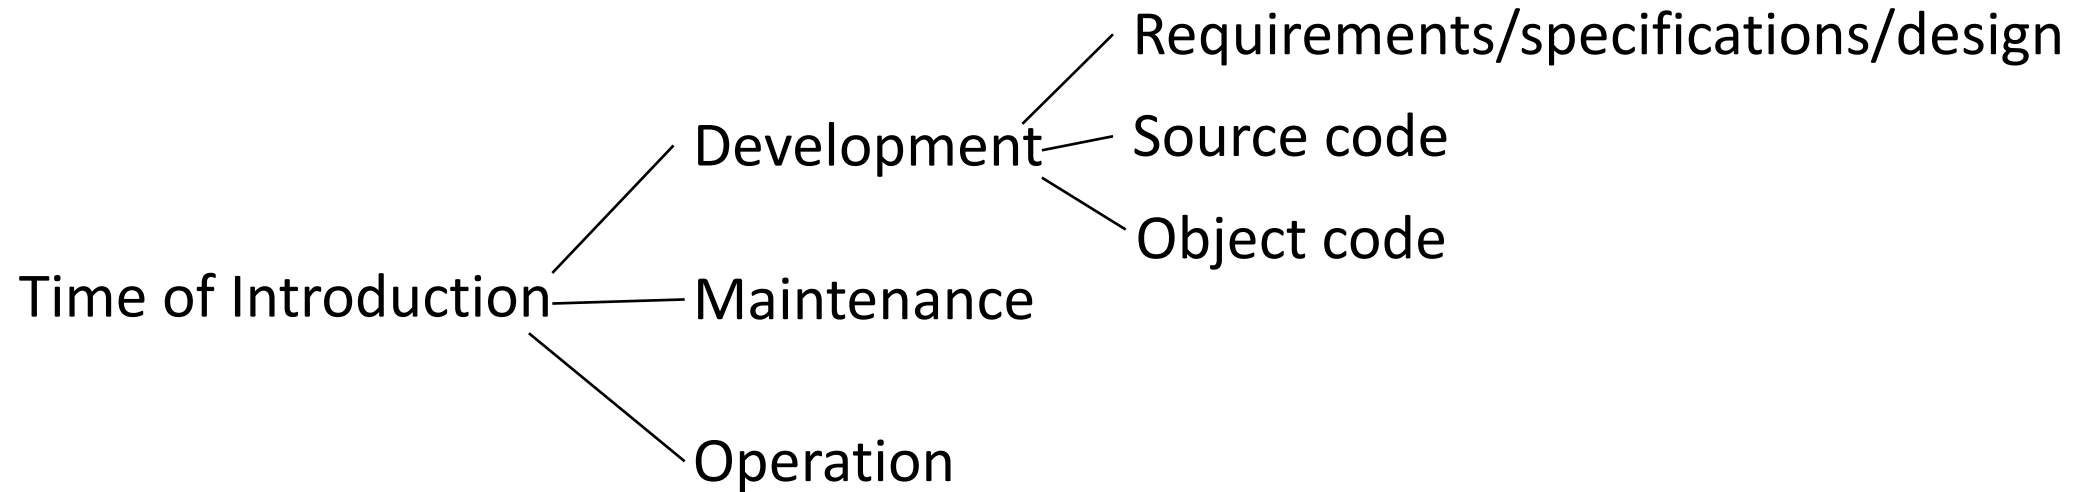 Requirements/specifications/design
Development
Source code
Object code
Time of Introduction
Maintenance
Operation